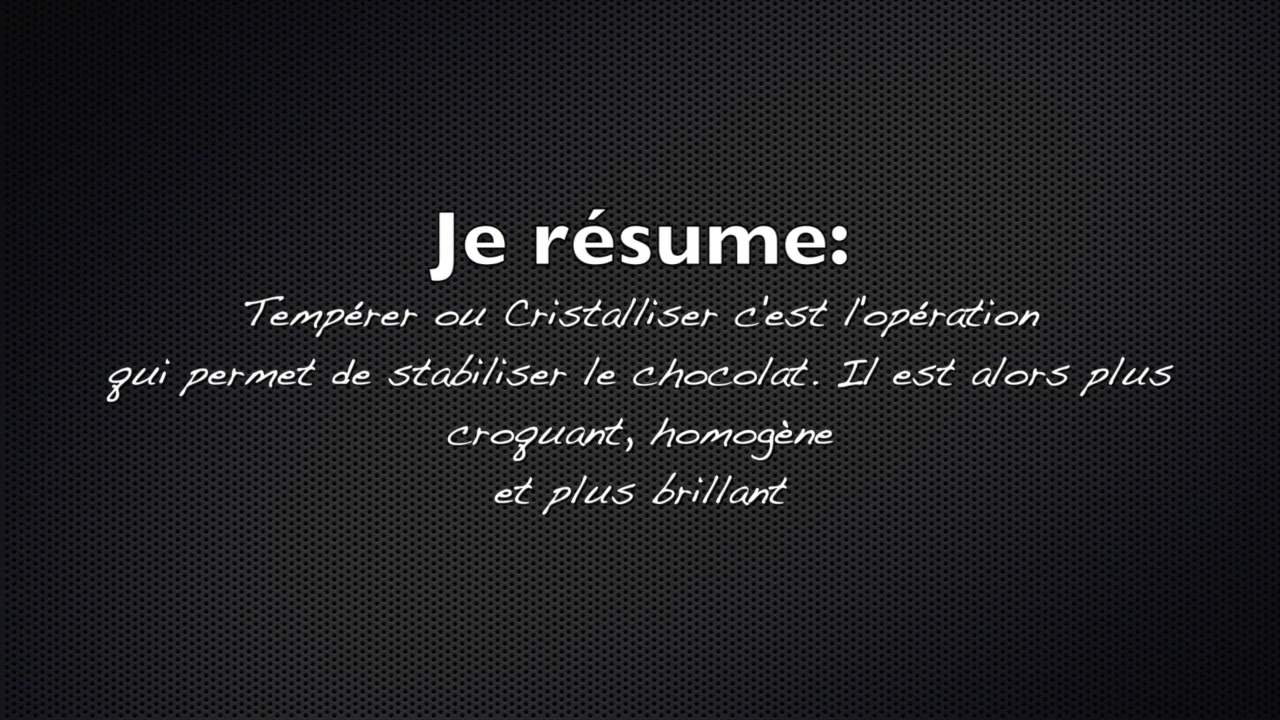 Je résume:
Tempérer ou Cristalliser c'est l'opération
qui permet de stabiliser le chocolat. Il est alors plus
croquant, homogène
et plus brillant